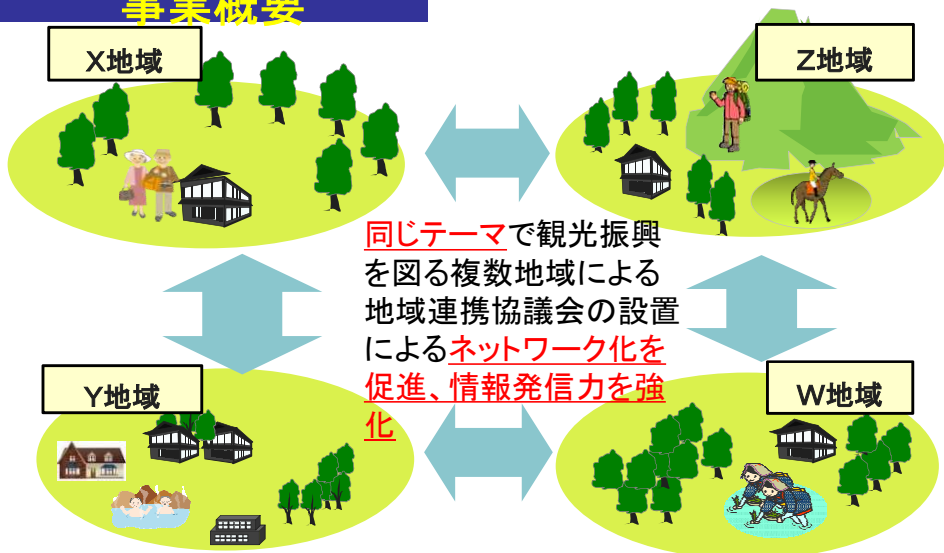 事業概要
X地域
Z地域
同じテーマで観光振興
を図る複数地域による
地域連携協議会の設置
によるネットワーク化を
促進、情報発信力を強
化
Y地域
W地域